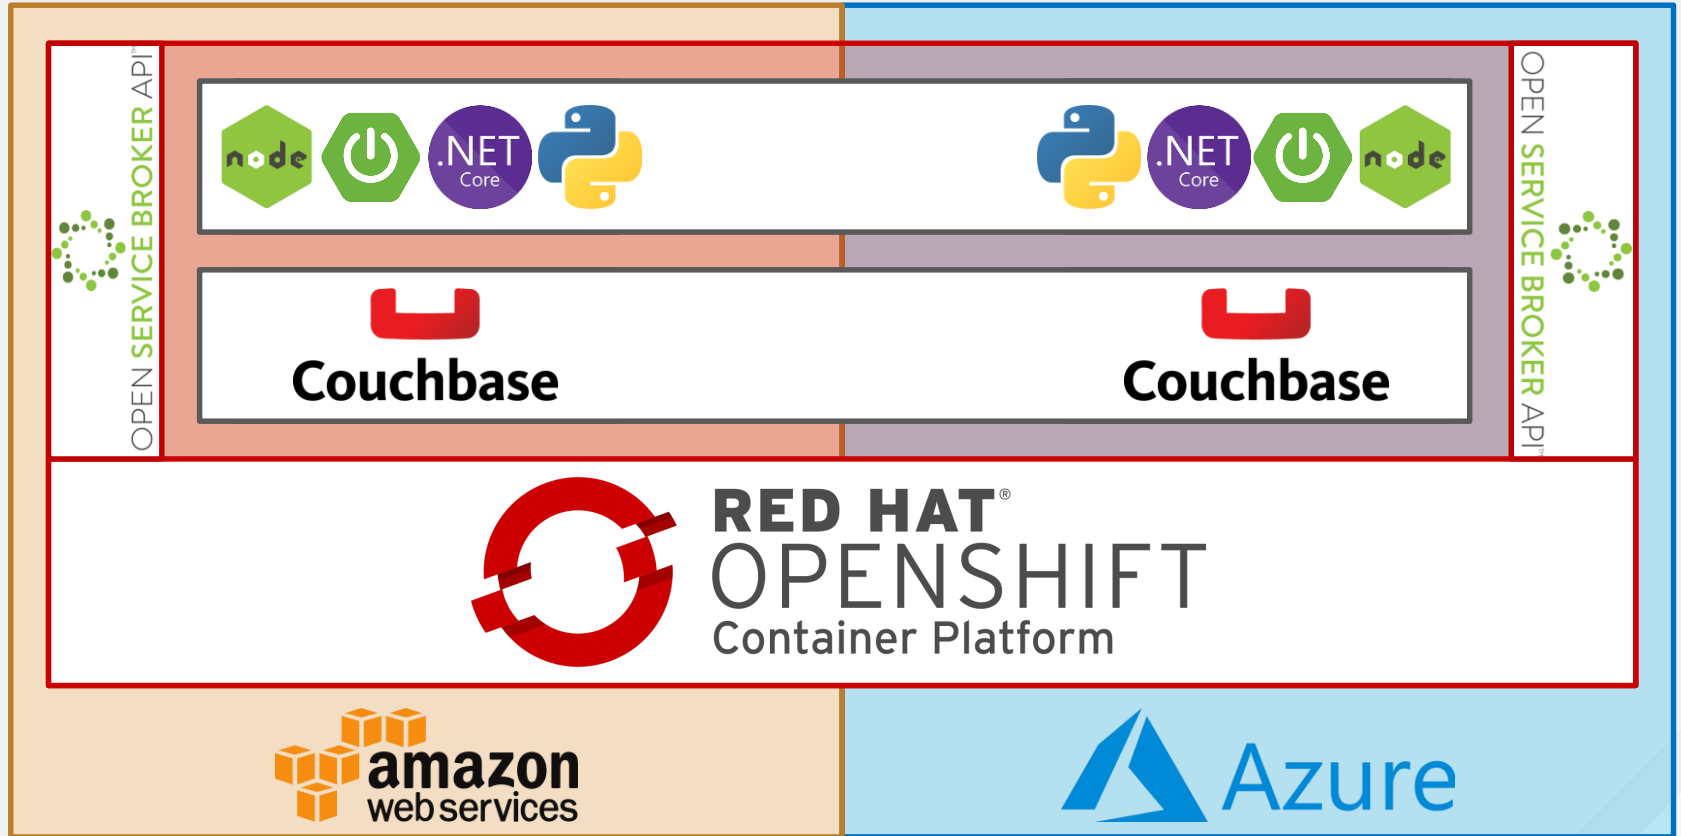 OPEN SERVICE BROKER API™
node
.NET
Core
.NET
Core
node
OPEN SERVICE BROKER API™
Couchbase
Couchbase
RED HAT®
OPENSHIFT
Container Platform
amazon
web services
Azure